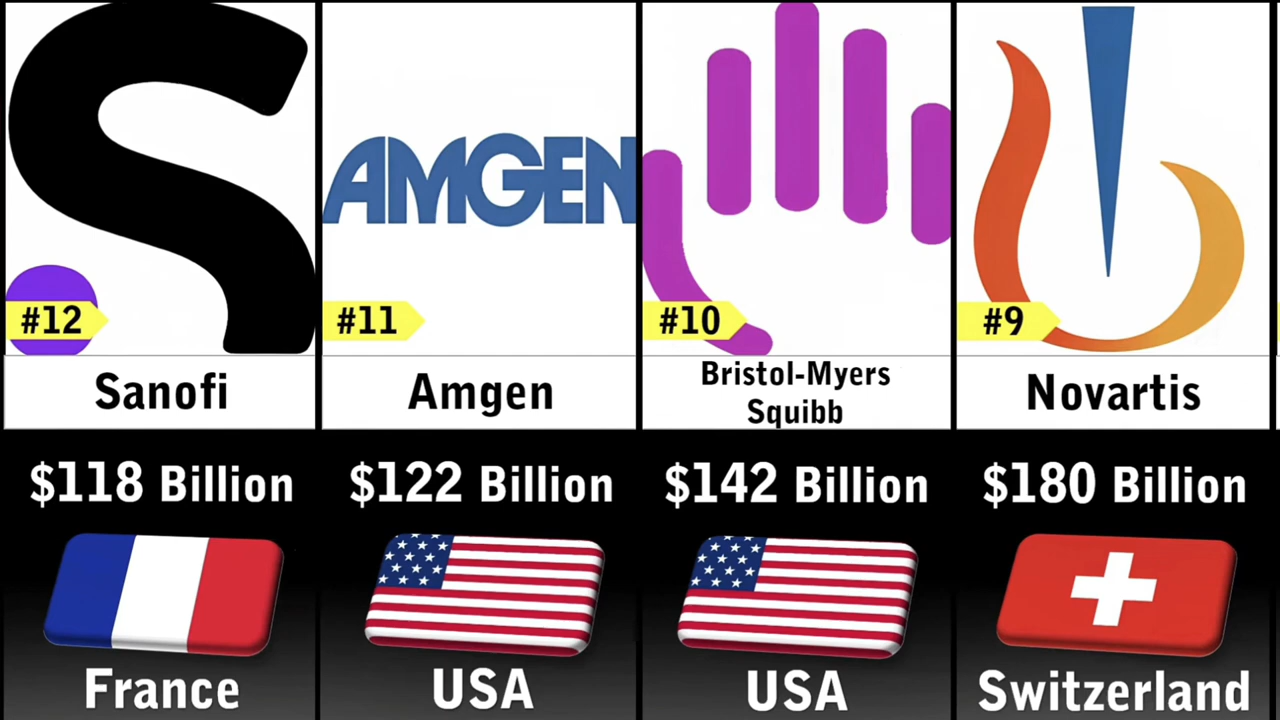 AMGEN
#12
#11
#10
#9
Sanofi
Amgen
Bristol-Myers
Squibb
Novartis
$118 Billion
$122 Billion
$142 Billion
$180 Billion
France
USA
USA
Switzerland